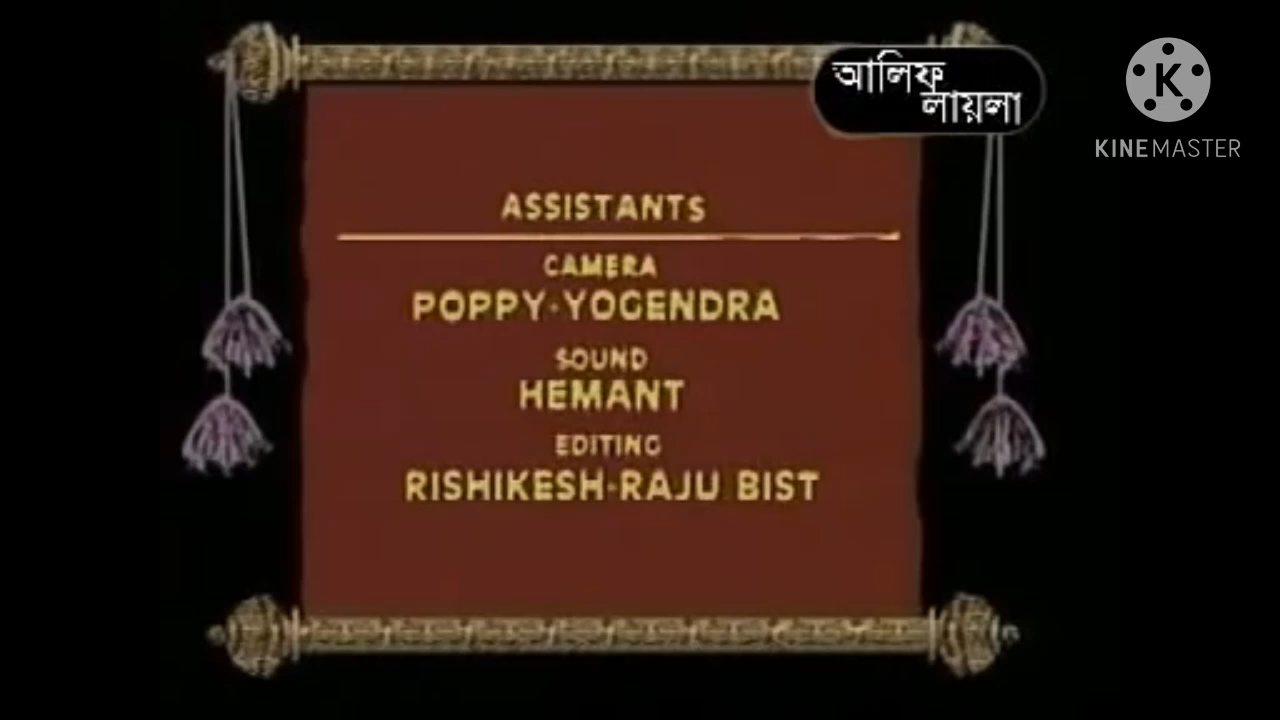 আলিফ
লায়লা
KINEMASTER
ASSISTANTS
CAMERA
POPPY·YOGENDRA
SOUND
HEMANT
EDITING
RISHIKESH·RAJU BIST